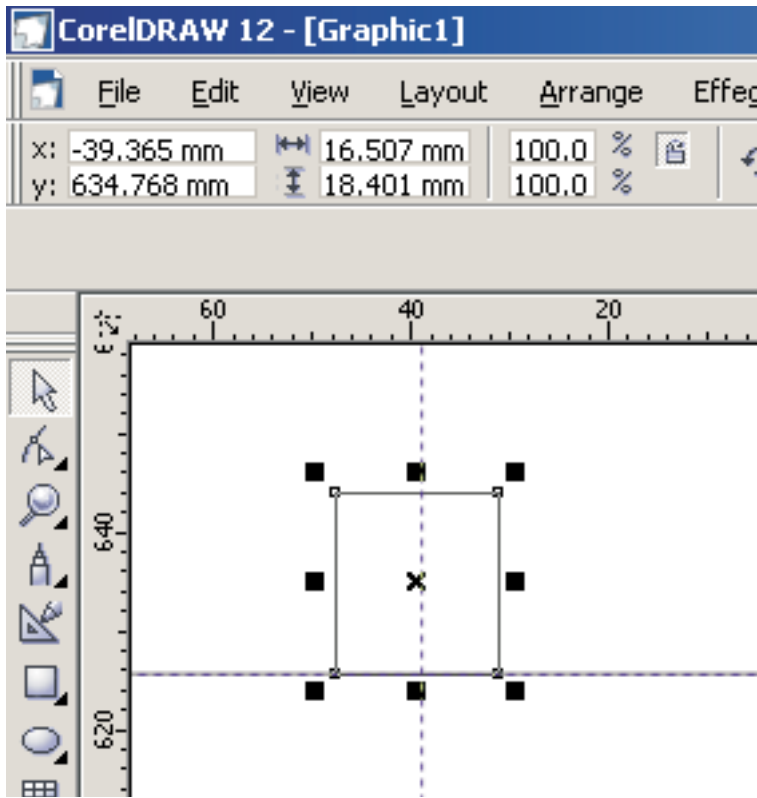 CorelDRAW 12 - [Graphic1]
File Edit View Layout Arrange Effec
x: -39.365 mm 16.507 mm 100.0 %
y: 634.768 mm 18.401 mm 100.0 %
60 40 20
640
620